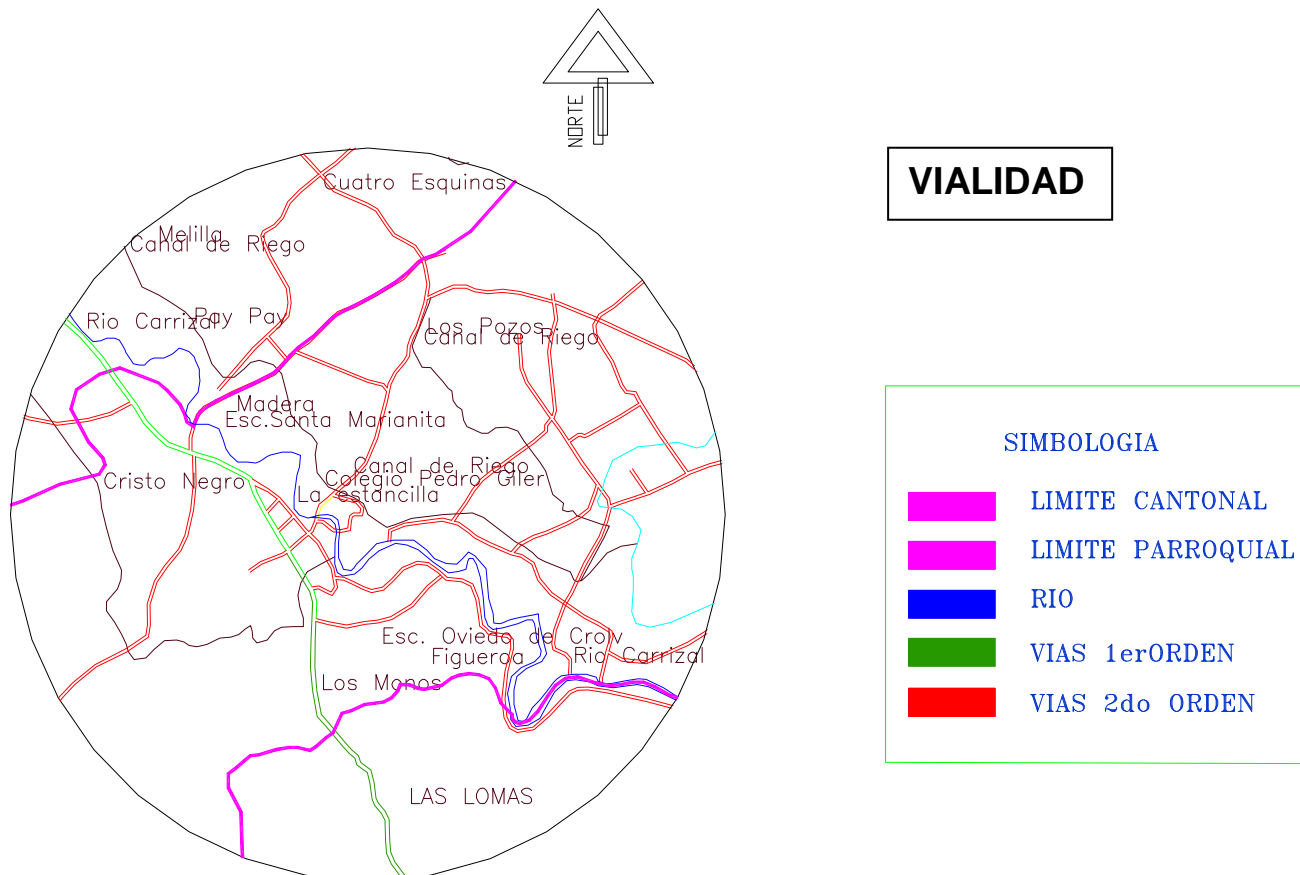 NORTE
VIALIDAD
Cuatro Esquinas
Melilla
Canal de Riego
Rio Carrizal
Pay Pay
Los Pozos
Canal de Riego
Madera
Esc.Santa Marianita
Canal de Riego
Colegio Pedro Giler
La estancilla
Cristo Negro
Esc. Oviedo de Croiv
Figueroa
Rio Carrizal
Los Monos
LAS LOMAS
SIMBOLOGIA
LIMITE CANTONAL
LIMITE PARROQUIAL
RIO
VIAS 1erORDEN
VIAS 2do ORDEN